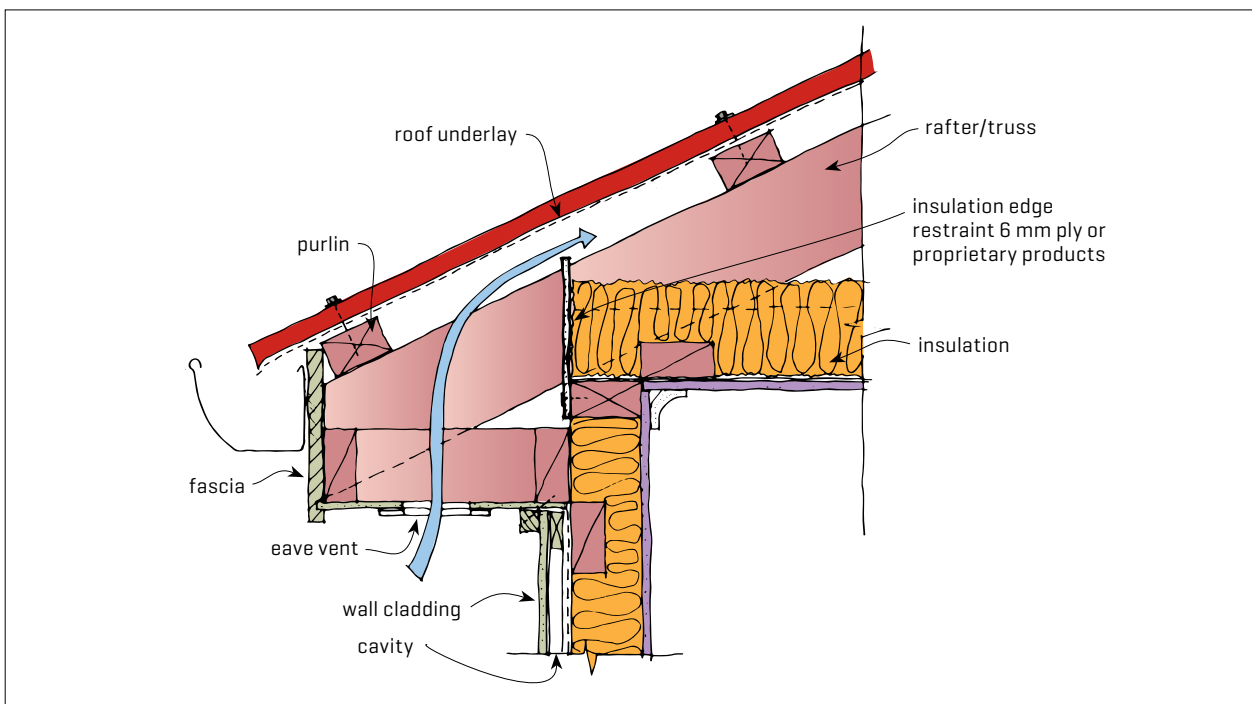 roof underlay
rafter/truss
insulation edge
restraint 6 mm ply or
proprietary products
purlin
insulation
fascia
eave vent
wall cladding
cavity